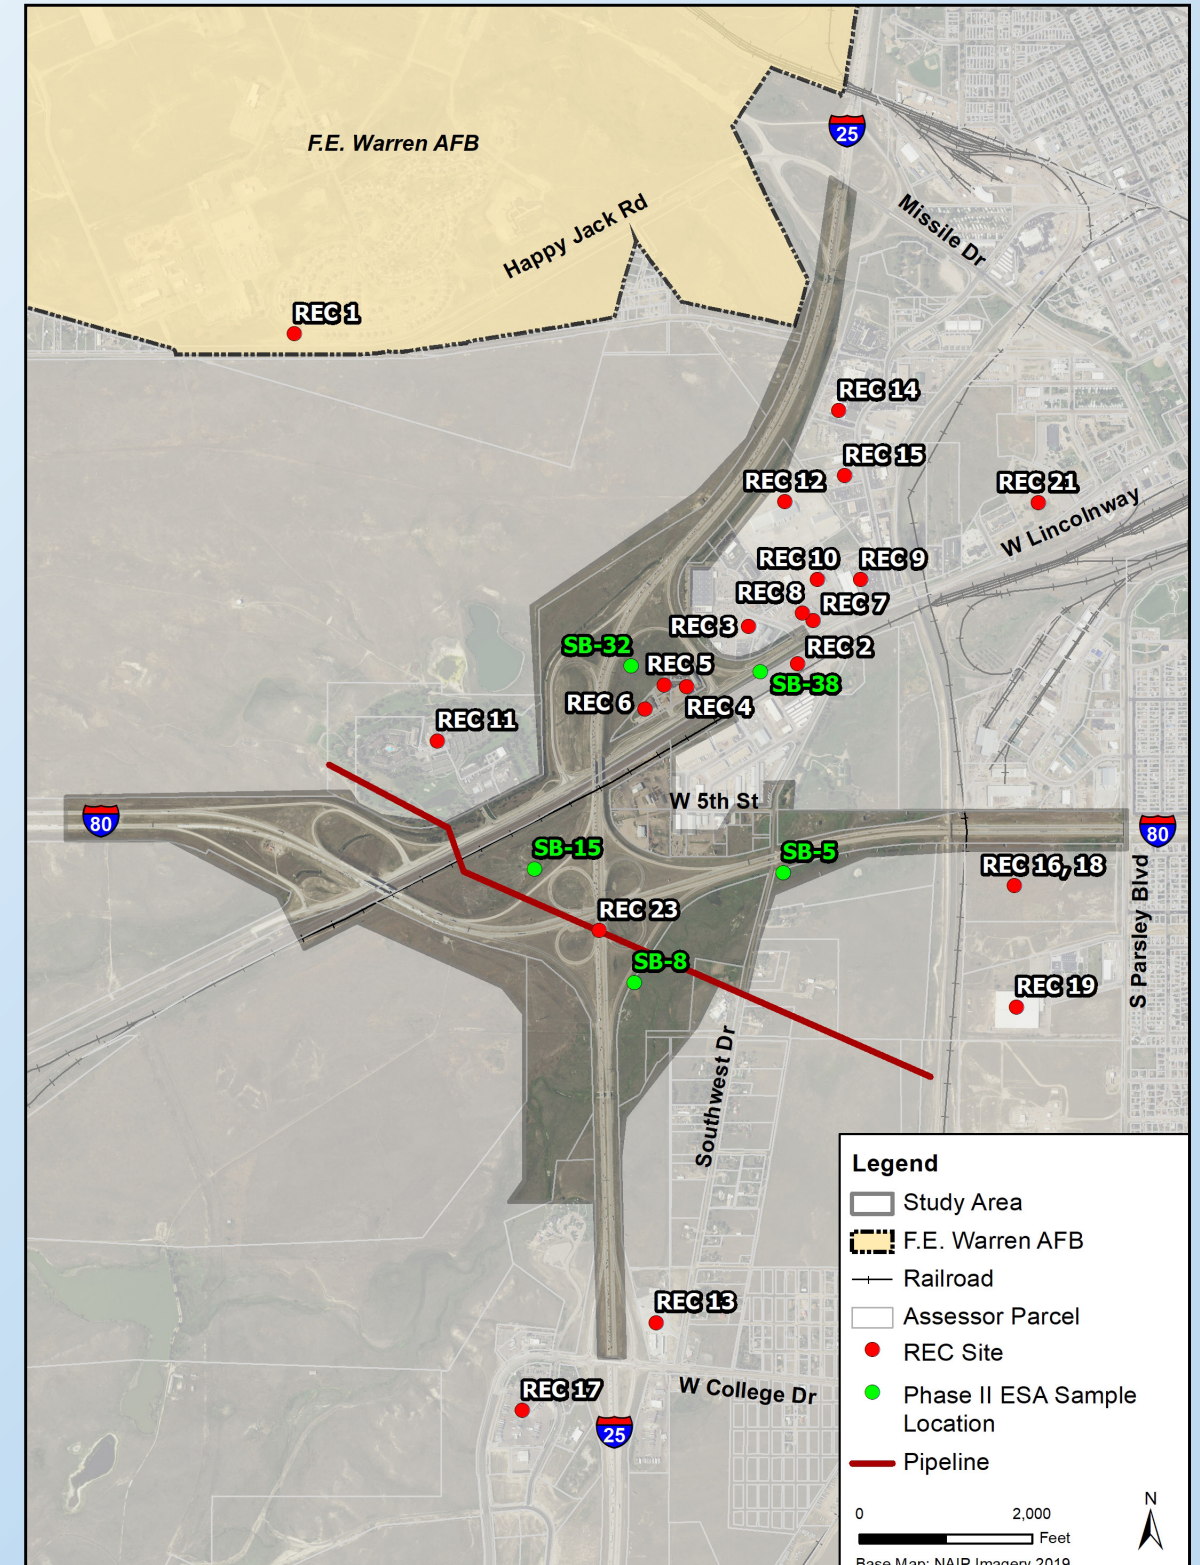 F.E. Warren AFB
25
Happy Jack Rd
Missile Dr
REC 1
REC 14
REC 15
REC 12
REC 21
W Lincolnway
REC 10
REC 9
REC 8
REC 7
REC 3
REC 2
SB-32
REC 5
SB-38
REC 6
REC 4
REC 11
W 5th St
80
80
SB-15
SB-5
REC 16, 18
S Parsley Blvd
REC 23
SB-8
REC 19
Southwest Dr
REC 13
W College Dr
REC 17
25
Legend
Study Area
F.E. Warren AFB
Railroad
Assessor Parcel
REC Site
Phase II ESA Sample
Location
Pipeline
N
0 2,000
Feet
Base Map: NAIP Imagery 2019